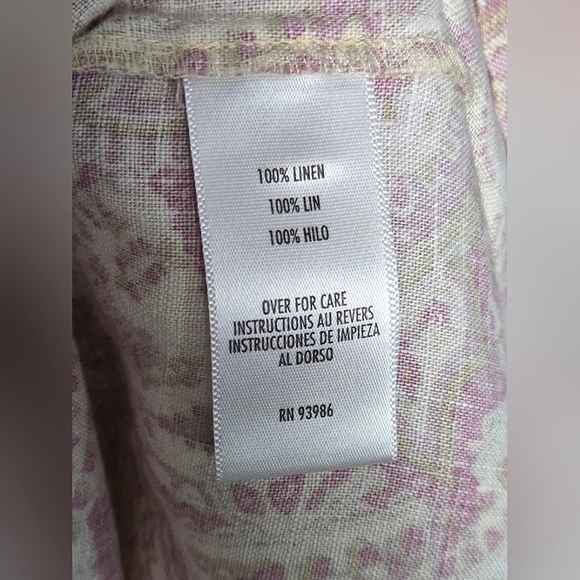 100% LINEN
100% LIN
100% HILO
OVER FOR CARE
INSTRUCTIONS AU REVERS
INSTRUCCIONES DE IMPIEZA
AL DORSO
RN 93986